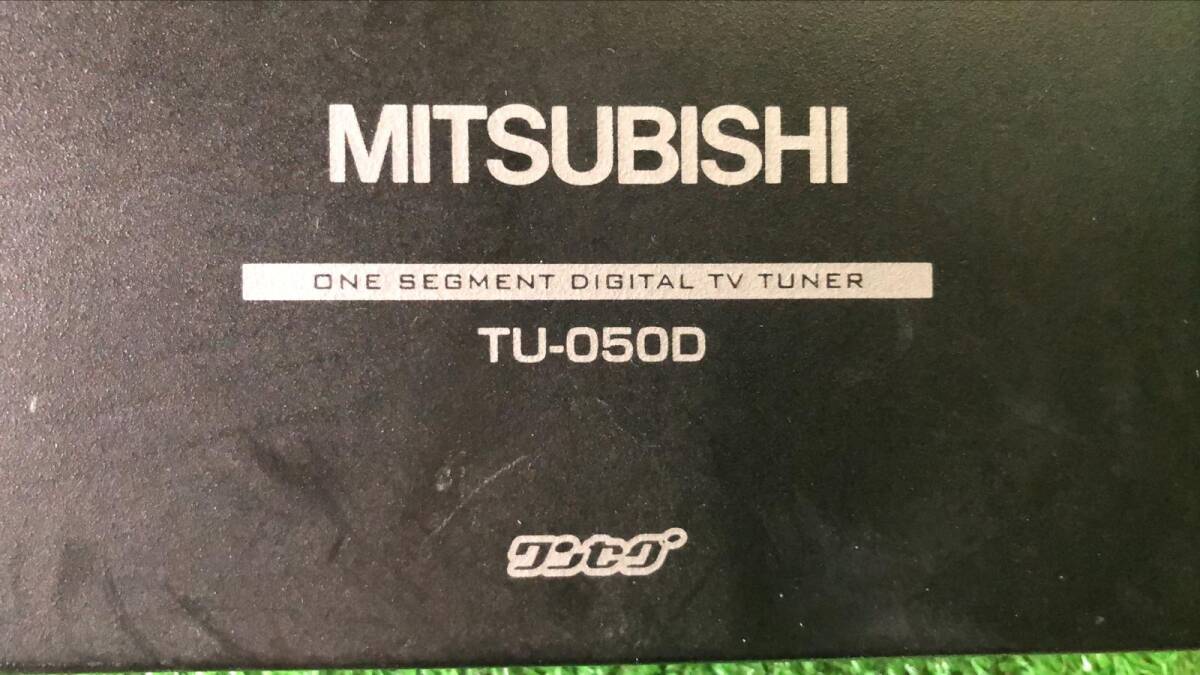 MITSUBISHI
ONE SEGMENT DIGITAL TV TUNER
TU-050D
ワンセグ